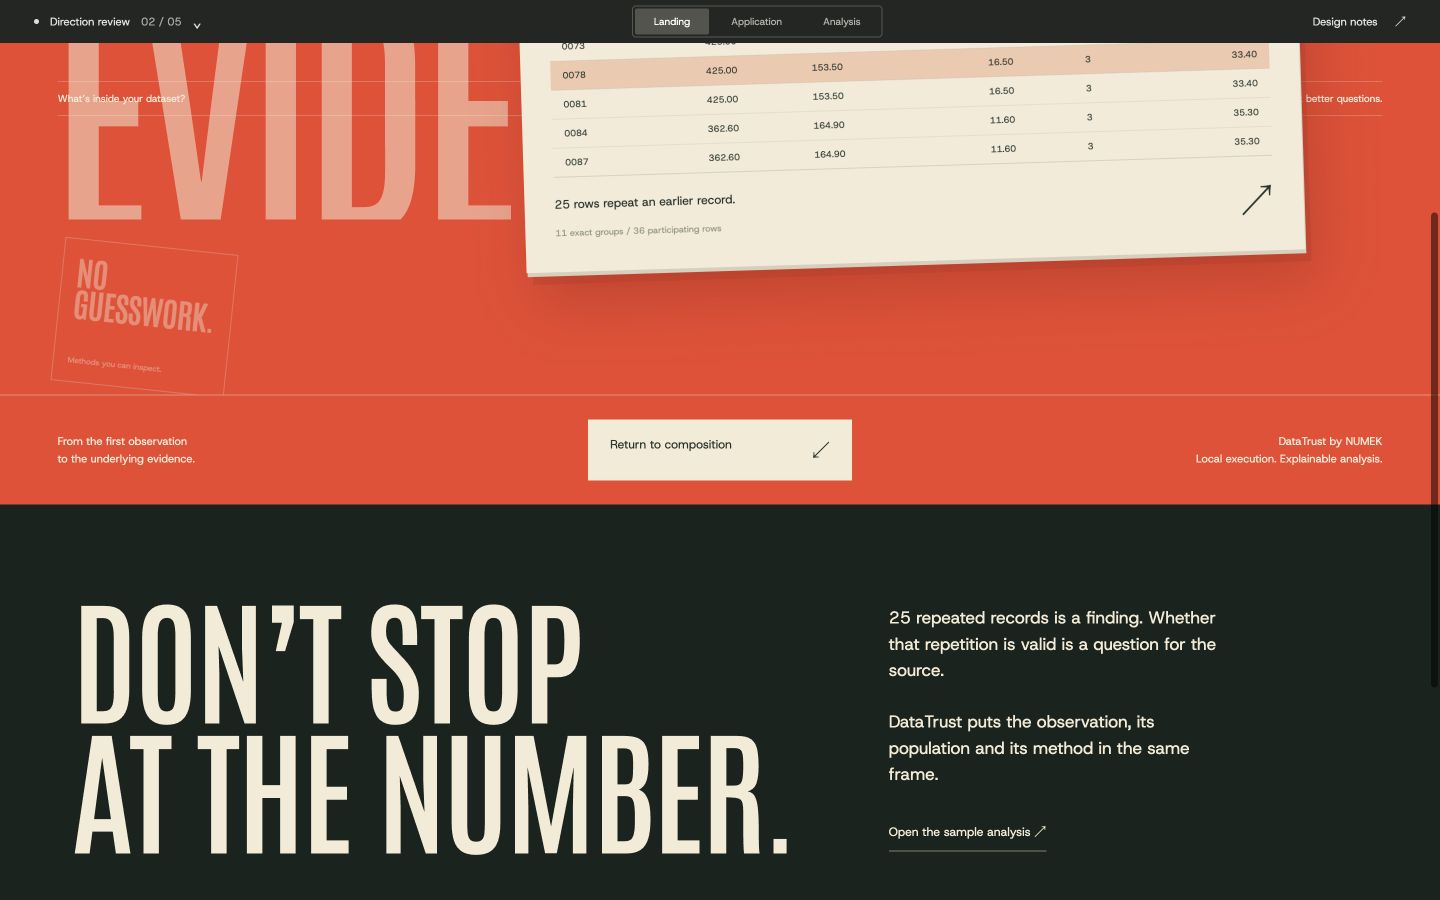 Direction review 02 / 05
Landing
Application
Analysis
Design notes
EVIDE
What's inside your dataset?
better questions.
0073
0078 425.00 153.50 16.50 3 33.40
0081 425.00 153.50 16.50 3 33.40
0084 362.60 164.90 11.60 3 35.30
0087 362.60 164.90 11.60 3 35.30
25 rows repeat an earlier record.
11 exact groups / 36 participating rows
NO
GUESSWORK.
Methods you can inspect.
From the first observation
to the underlying evidence.
Return to composition
DataTrust by NUMEK
Local execution. Explainable analysis.
DON’T STOP
AT THE NUMBER.
25 repeated records is a finding. Whether
that repetition is valid is a question for the
source.
DataTrust puts the observation, its
population and its method in the same
frame.
Open the sample analysis